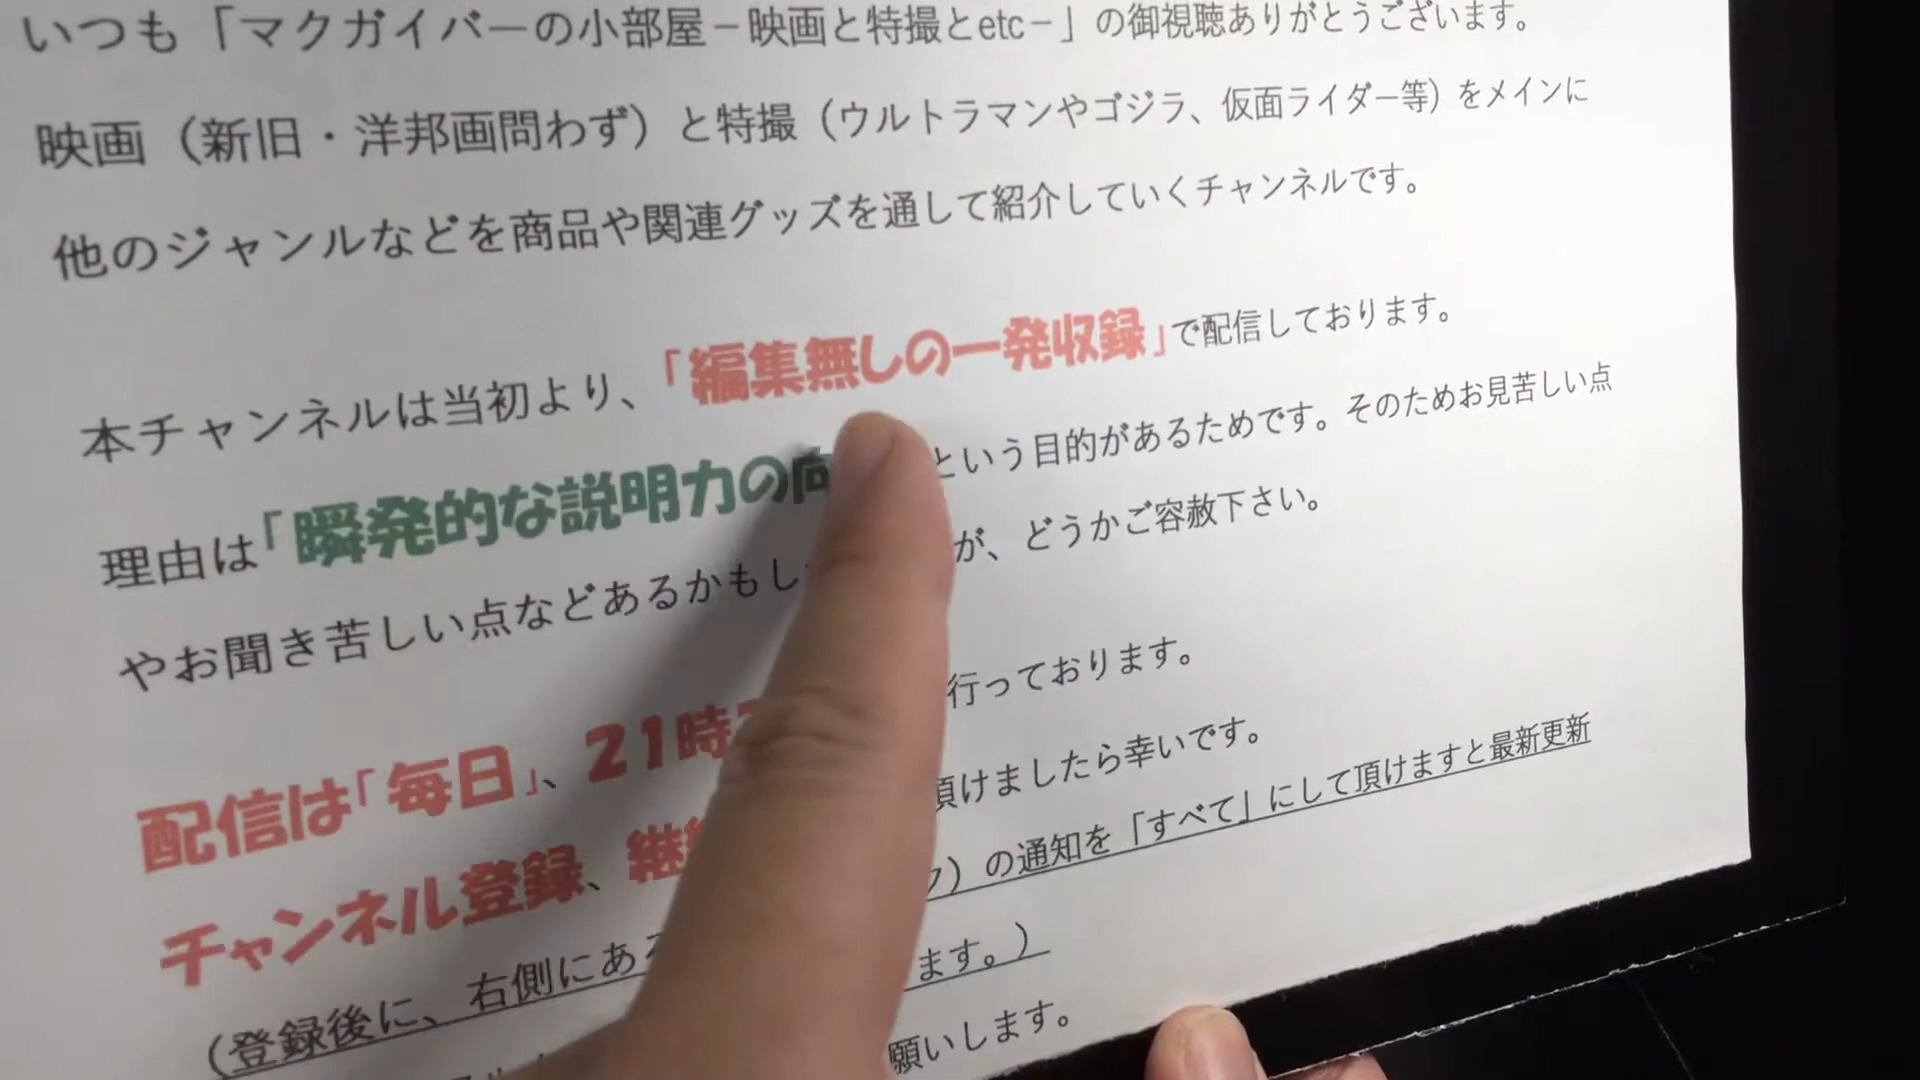 いつも「マクガイバーの小部屋－映画と特撮とetc－」の御視聴ありがとうございます。
映画（新旧・洋邦画問わず）と特撮（ウルトラマンやゴジラ、仮面ライダー等）をメインに
他のジャンルなどを商品や関連グッズを通して紹介していくチャンネルです。
本チャンネルは当初より、「編集無しの一発収録」で配信しております。
理由は「瞬発的な説明力の向 という目的があるためです。そのためお見苦しい点
やお聞き苦しい点などあるかもし が、どうかご容赦下さい。
配信は「毎日」、21時 行っております。
チャンネル登録、継 頂けましたら幸いです。
（登録後に、右側にあ ）の通知を「すべて」にして頂けますと最新更新
ます。）
願いします。